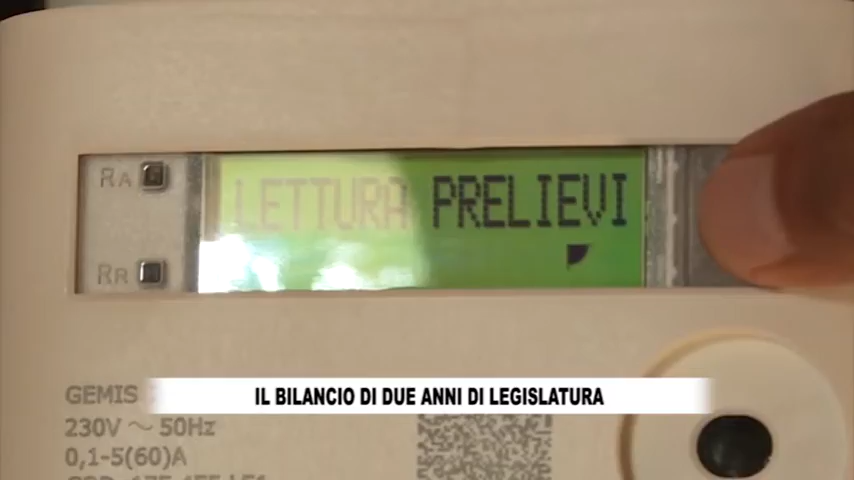 RA
LETTURA PRELIEVI
RR
GEMIS
IL BILANCIO DI DUE ANNI DI LEGISLATURA
230V ~ 50Hz
0,1-5(60)A